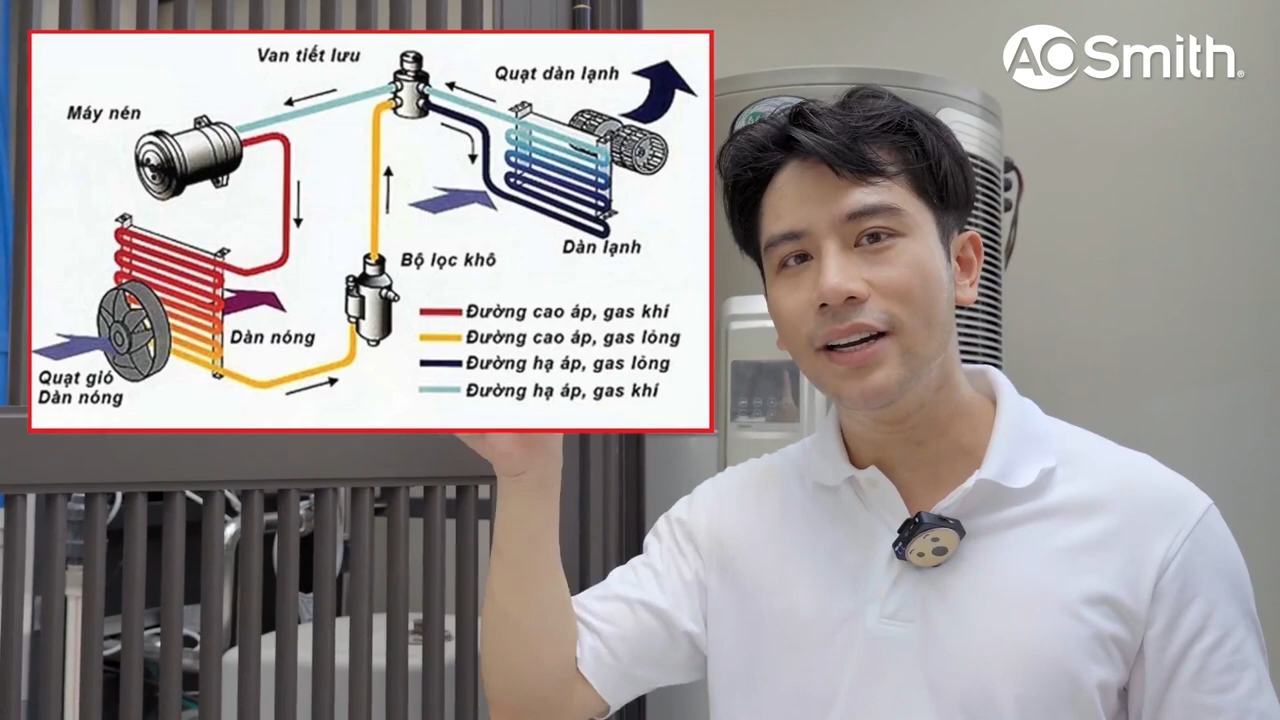 Van tiết lưu
Quạt dàn lạnh
Máy nén
Dàn lạnh
Bộ lọc khô
Dàn nóng
Quạt gió
Dàn nóng
Đường cao áp, gas khí
Đường cao áp, gas lỏng
Đường hạ áp, gas lỏng
Đường hạ áp, gas khí
AO Smith